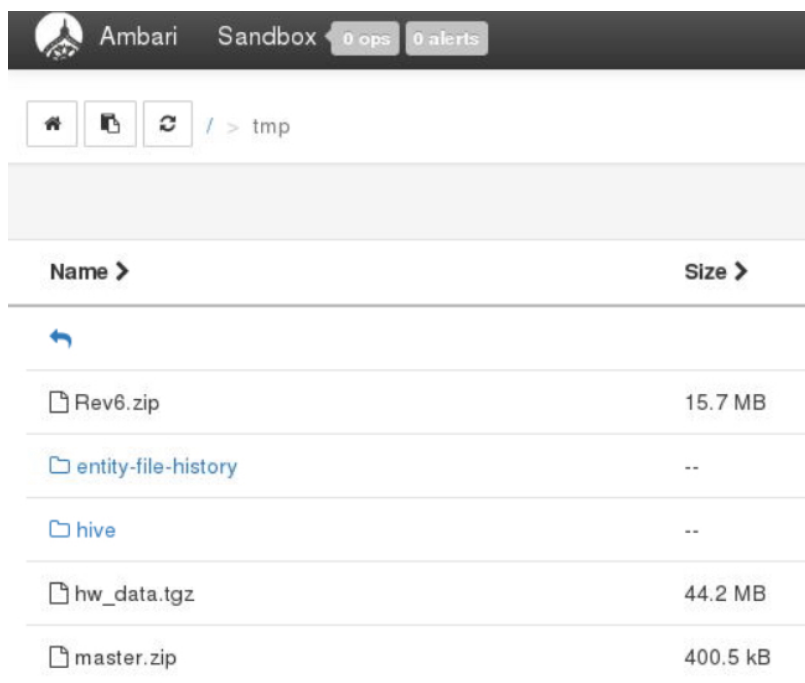 Ambari Sandbox 0 ops 0 alerts
/ > tmp
Name Size
Rev6.zip 15.7 MB
entity-file-history --
hive --
hw_data.tgz 44.2 MB
master.zip 400.5 kB